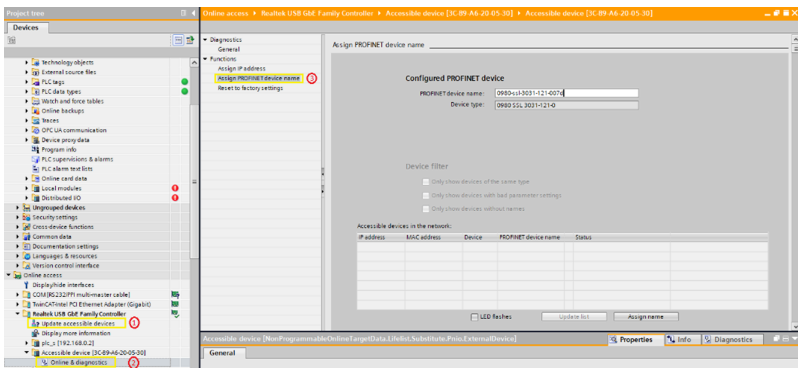 Project tree
Online access ▸ Realtek USB GbE Family Controller ▸ Accessible device [3C-B9-A6-20-05-30] ▸ Accessible device [3C-B9-A6-20-05-30]
Devices
Technology objects
External source files
PLC tags
PLC data types
Watch and force tables
Online backups
Traces
OPC UA communication
Device proxy data
Program info
PLC supervisions & alarms
PLC alarm text lists
Online card data
Local modules
Distributed I/O
Ungrouped devices
Security settings
Cross-device functions
Common data
Documentation settings
Languages & resources
Version control interface
Online access
Display/hide interfaces
COM [RS232/PPI multi-master cable]
TwinCAT-Intel PCI Ethernet Adapter (Gigabit)
Realtek USB GbE Family Controller
Update accessible devices 1
Display more information
plc_s [192.168.0.2]
Accessible device [3C-B9-A6-20-05-30]
Online & diagnostics 2
Diagnostics
General
Functions
Assign IP address
Assign PROFINET device name 3
Reset to factory settings
Assign PROFINET device name
Configured PROFINET device
PROFINET device name: 0980-ssl-3031-121-007d
Device type: 0980 SSL 3031-121-0
Device filter
Only show devices of the same type
Only show devices with bad parameter settings
Only show devices without names
Accessible devices in the network:
IP address MAC address Device PROFINET device name Status
LED flashes Update list Assign name
Accessible device [NonProgrammableOnlineTargetData.Lifelist.Substitute.Pnio.ExternalDevice]
Properties Info Diagnostics
General